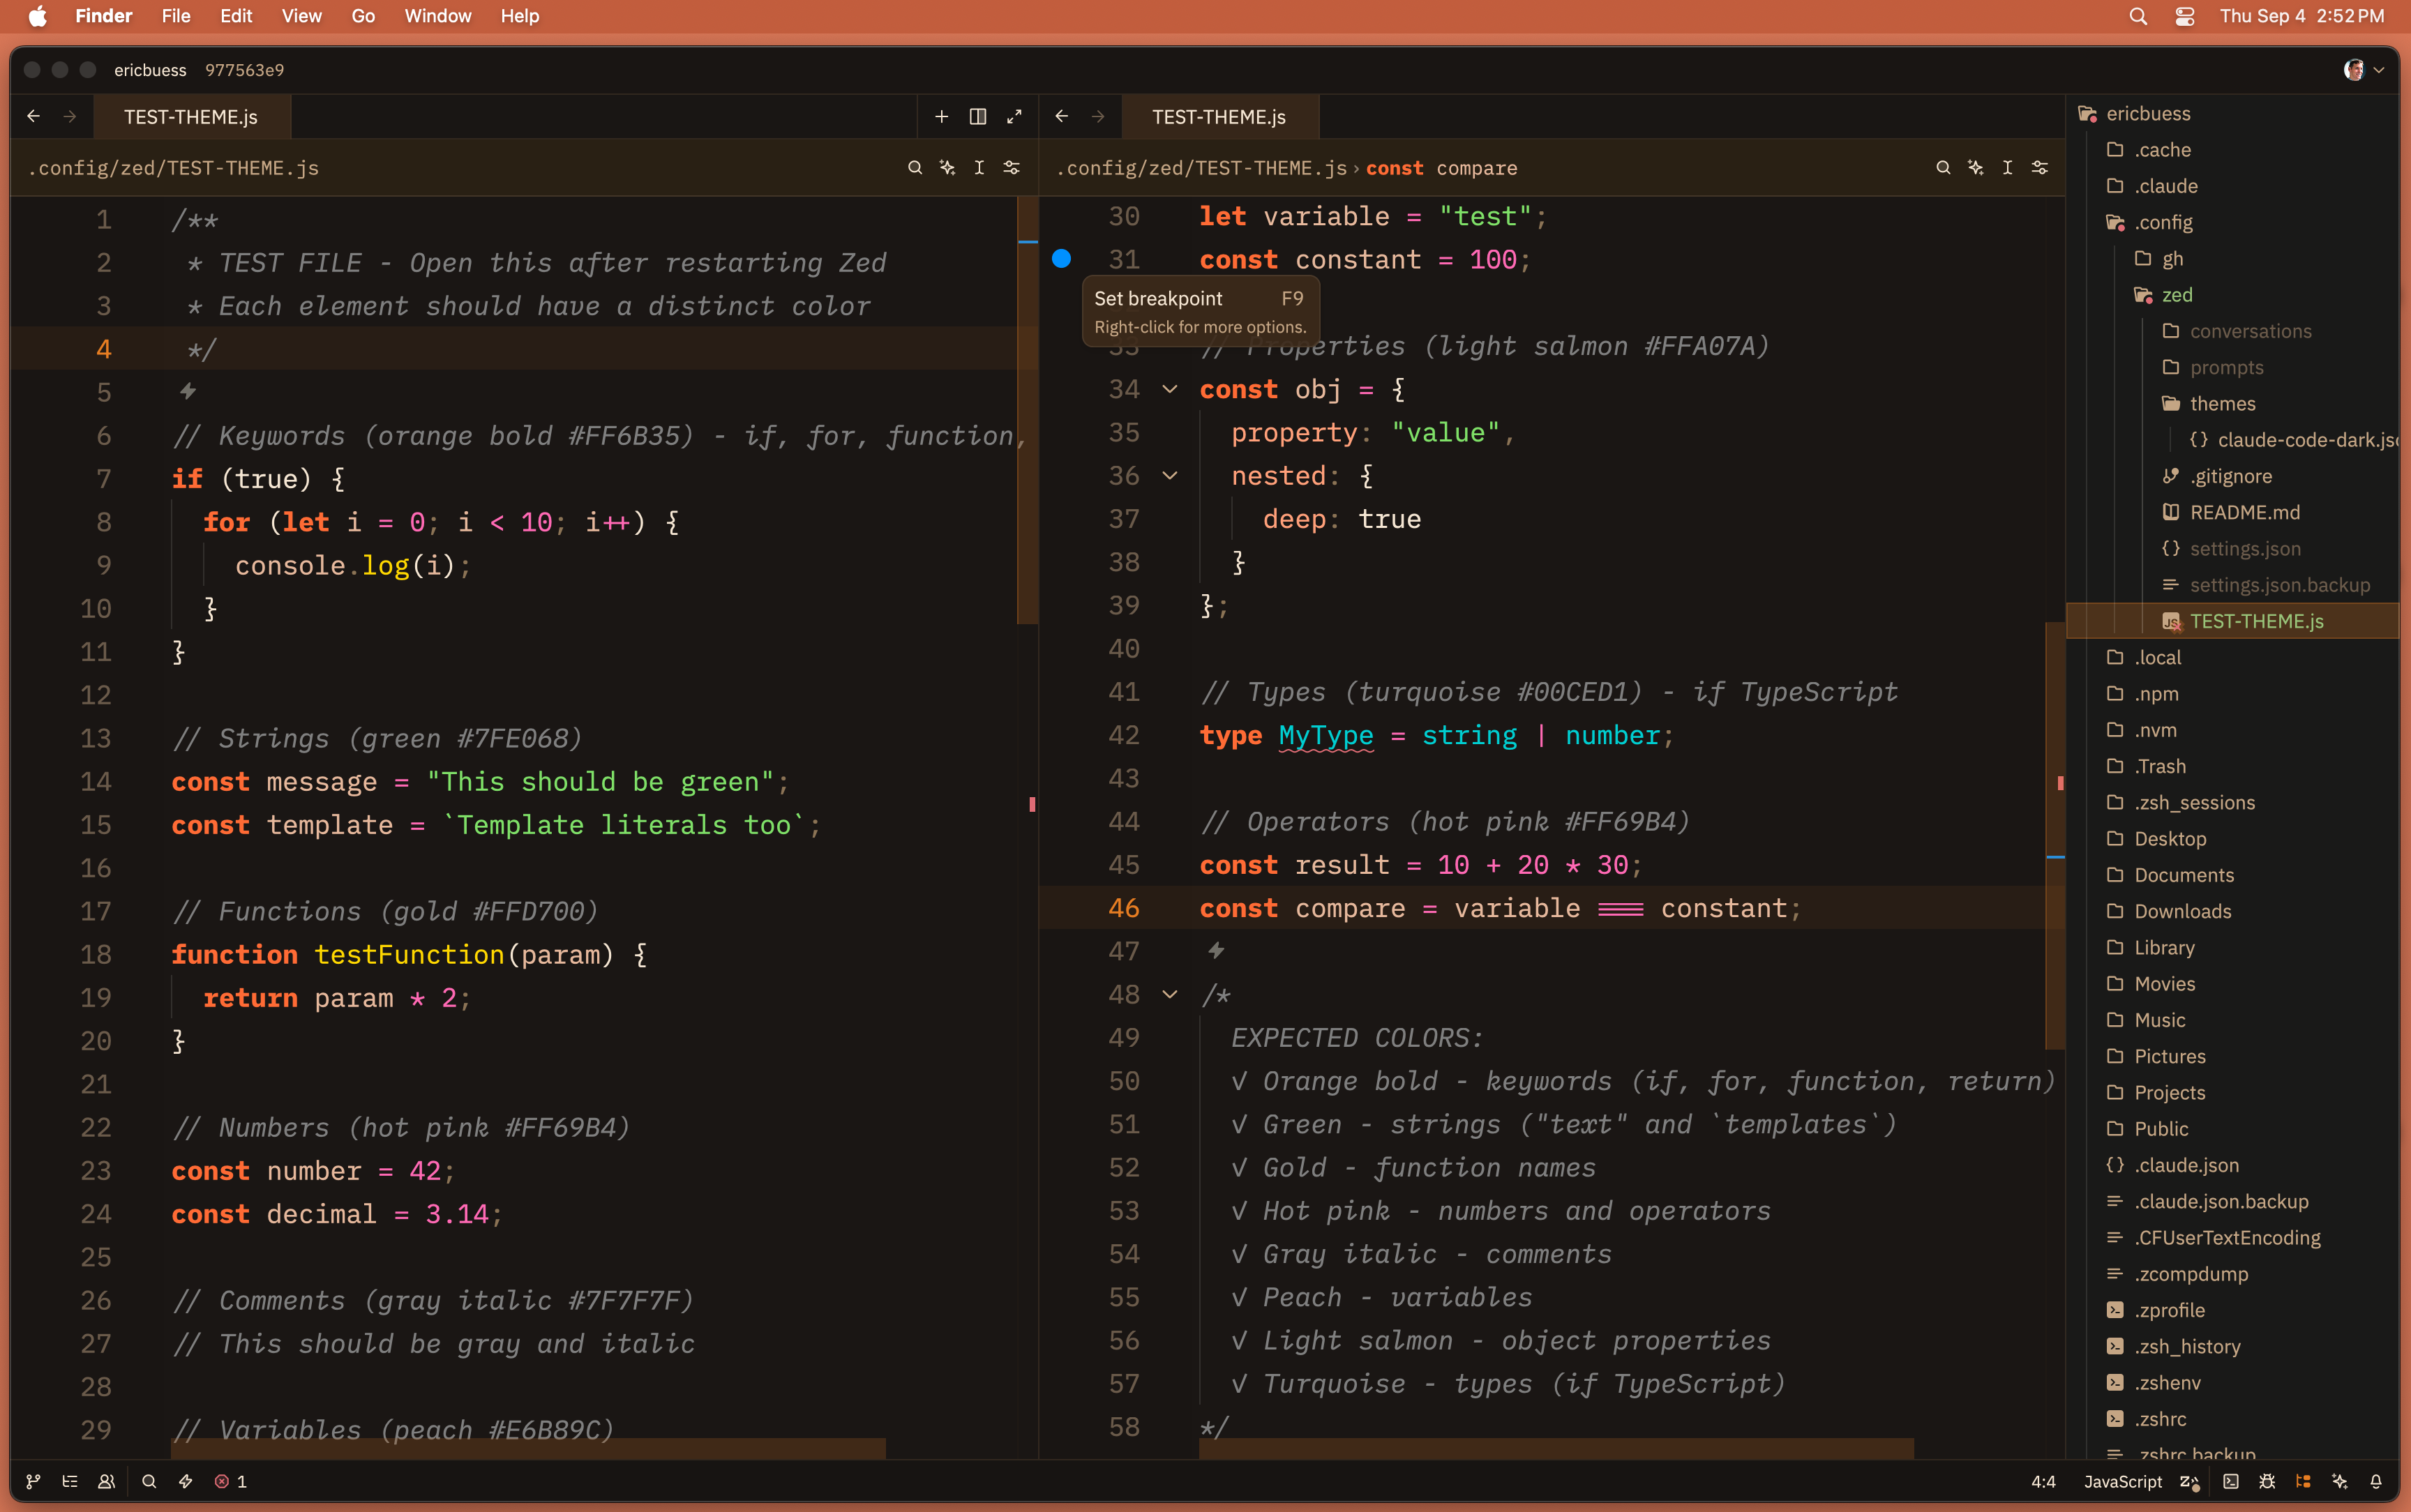 Finder File Edit View Go Window Help Thu Sep 4 2:52 PM
ericbuess 977563e9
TEST-THEME.js
.config/zed/TEST-THEME.js
1 /**
2 * TEST FILE - Open this after restarting Zed
3 * Each element should have a distinct color
4 */
5
6 // Keywords (orange bold #FF6B35) - if, for, function,
7 if (true) {
8 for (let i = 0; i < 10; i++) {
9 console.log(i);
10 }
11 }
12
13 // Strings (green #7FE068)
14 const message = "This should be green";
15 const template = `Template literals too`;
16
17 // Functions (gold #FFD700)
18 function testFunction(param) {
19 return param * 2;
20 }
21
22 // Numbers (hot pink #FF69B4)
23 const number = 42;
24 const decimal = 3.14;
25
26 // Comments (gray italic #7F7F7F)
27 // This should be gray and italic
28
29 // Variables (peach #E6B89C)
TEST-THEME.js
.config/zed/TEST-THEME.js › const compare
30 let variable = "test";
31 const constant = 100;
Set breakpoint F9
Right-click for more options.
33 // Properties (light salmon #FFA07A)
34 const obj = {
35 property: "value",
36 nested: {
37 deep: true
38 }
39 };
40
41 // Types (turquoise #00CED1) - if TypeScript
42 type MyType = string | number;
43
44 // Operators (hot pink #FF69B4)
45 const result = 10 + 20 * 30;
46 const compare = variable === constant;
47
48 /*
49 EXPECTED COLORS:
50 √ Orange bold - keywords (if, for, function, return)
51 √ Green - strings ("text" and `templates`)
52 √ Gold - function names
53 √ Hot pink - numbers and operators
54 √ Gray italic - comments
55 √ Peach - variables
56 √ Light salmon - object properties
57 √ Turquoise - types (if TypeScript)
58 */
ericbuess
.cache
.claude
.config
gh
zed
conversations
prompts
themes
{} claude-code-dark.jso
.gitignore
README.md
{} settings.json
settings.json.backup
JS TEST-THEME.js
.local
.npm
.nvm
.Trash
.zsh_sessions
Desktop
Documents
Downloads
Library
Movies
Music
Pictures
Projects
Public
{} .claude.json
.claude.json.backup
.CFUserTextEncoding
.zcompdump
.zprofile
.zsh_history
.zshenv
.zshrc
.zshrc.backup
1
4:4 JavaScript